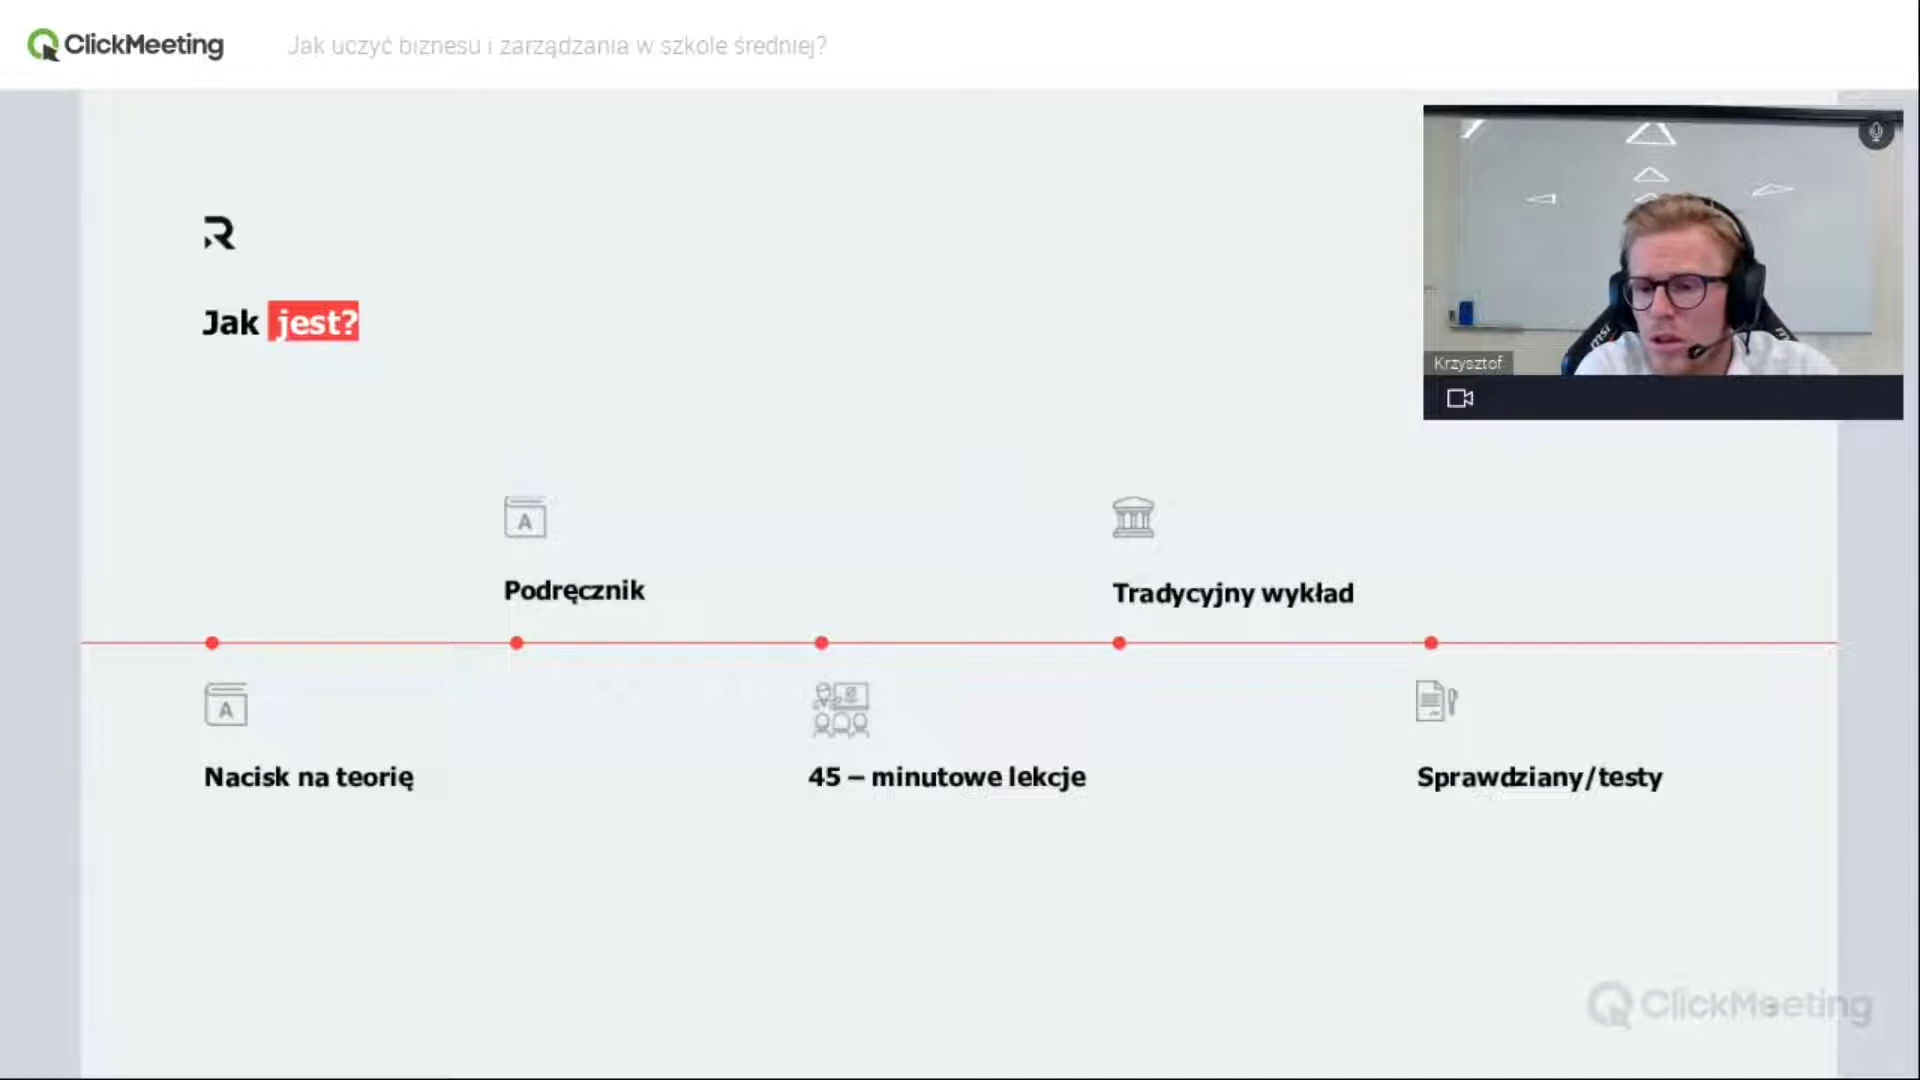 ClickMeeting
Jak uczyć biznesu i zarządzania w szkole średniej?
R
Jak jest?
Krzysztof
msi
A
Podręcznik
Tradycyjny wykład
A
Nacisk na teorię
45 – minutowe lekcje
Sprawdziany/testy
ClickMeeting